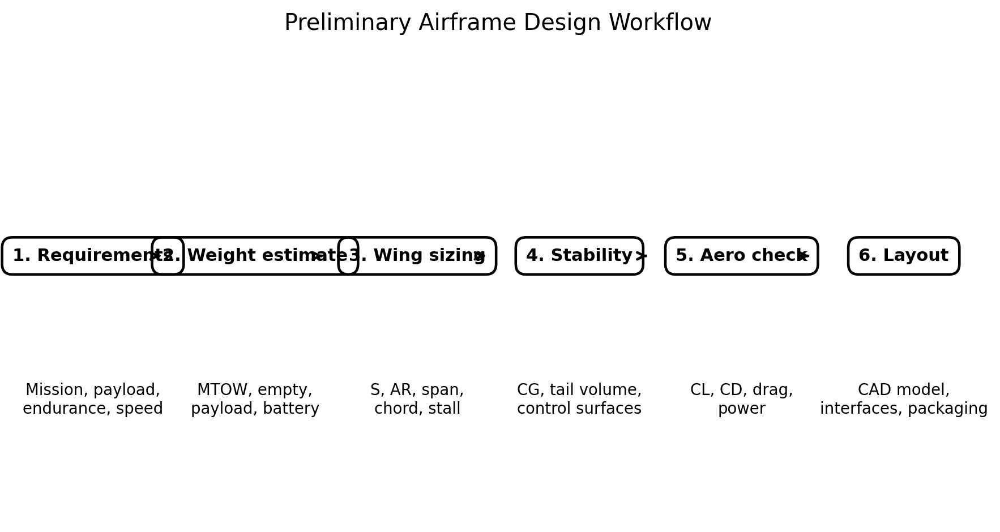 Preliminary Airframe Design Workflow
1. Requirements
2. Weight estimate
3. Wing sizing
4. Stability
5. Aero check
6. Layout
Mission, payload,
endurance, speed
MTOW, empty,
payload, battery
S, AR, span,
chord, stall
CG, tail volume,
control surfaces
CL, CD, drag,
power
CAD model,
interfaces, packaging